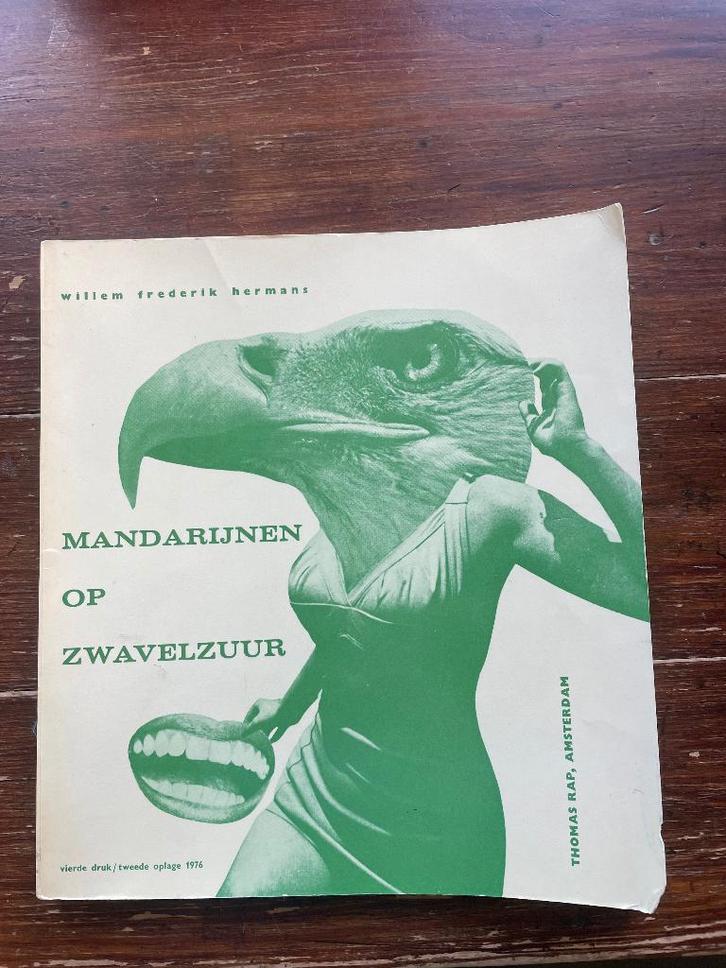 willem frederik hermans
MANDARIJNEN
OP
ZWAVELZUUR
THOMAS RAP, AMSTERDAM
vierde druk/tweede oplage 1976